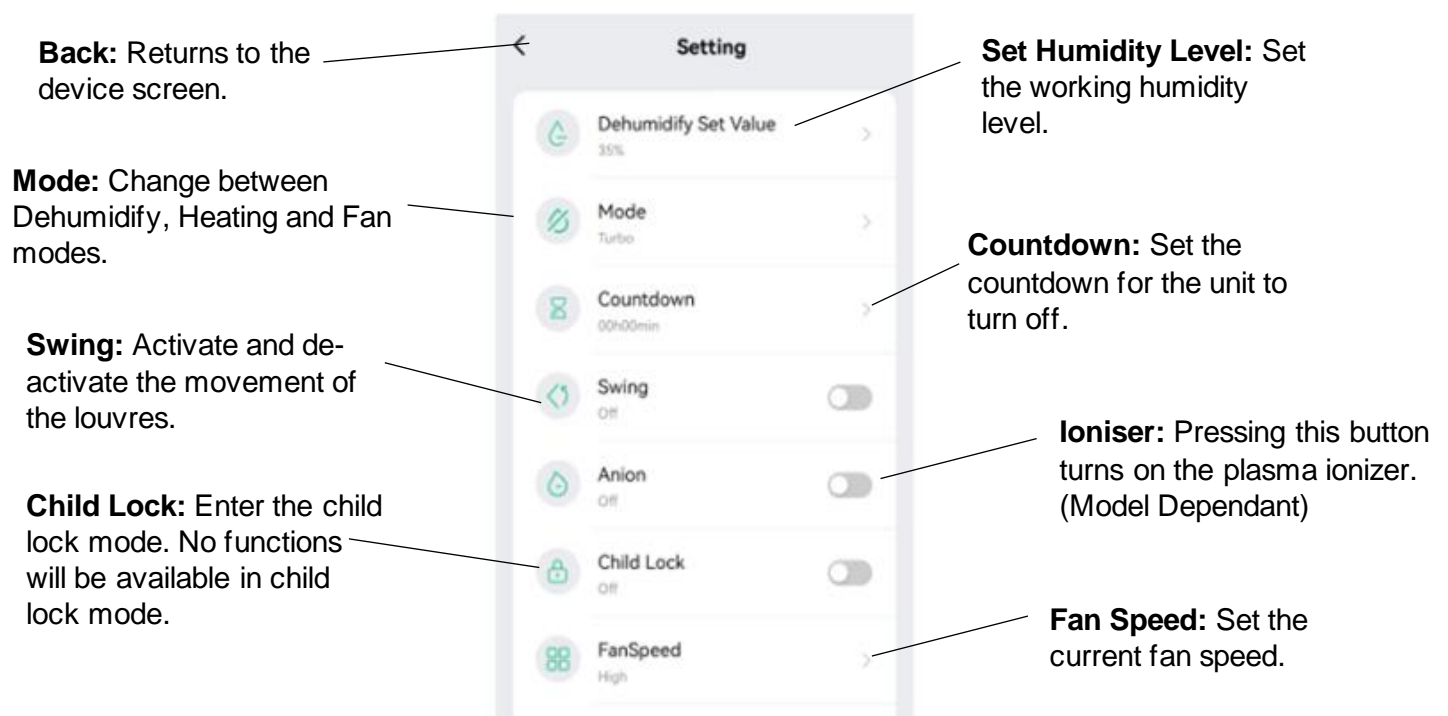 Back: Returns to the
device screen.
Mode: Change between
Dehumidify, Heating and Fan
modes.
Swing: Activate and de-
activate the movement of
the louvres.
Child Lock: Enter the child
lock mode. No functions
will be available in child
lock mode.
Setting
Dehumidify Set Value
35%
Mode
Turbo
Countdown
00h00min
Swing
Off
Anion
Off
Child Lock
Off
FanSpeed
High
Set Humidity Level: Set
the working humidity
level.
Countdown: Set the
countdown for the unit to
turn off.
Ioniser: Pressing this button
turns on the plasma ionizer.
(Model Dependant)
Fan Speed: Set the
current fan speed.